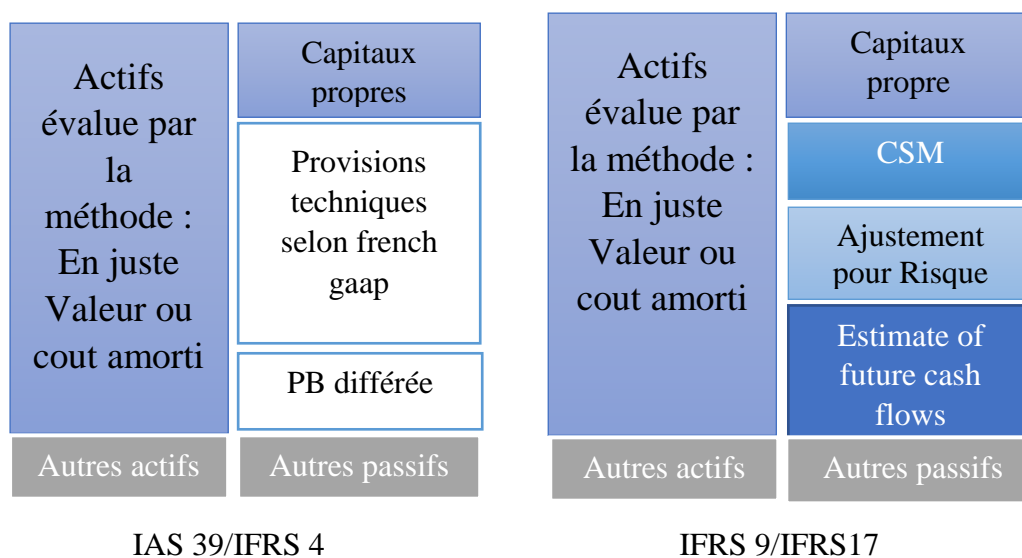 Actifs
évalue par
la
méthode :
En juste
Valeur ou
cout amorti
Capitaux
propres
Provisions
techniques
selon french
gaap
PB différée
Autres actifs
Autres passifs
IAS 39/IFRS 4
Actifs
évalue par
la méthode :
En juste
Valeur ou
cout amorti
Capitaux
propre
CSM
Ajustement
pour Risque
Estimate of
future cash
flows
Autres actifs
Autres passifs
IFRS 9/IFRS17